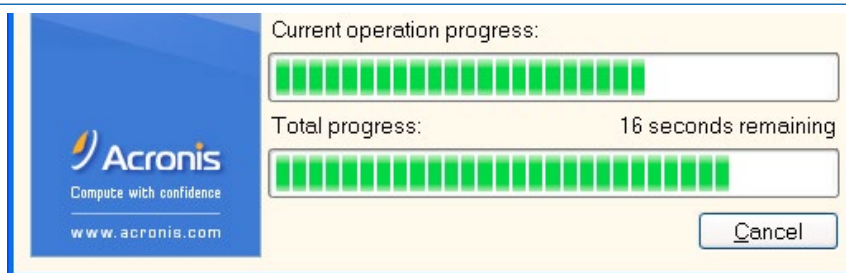 Current operation progress:
Total progress: 16 seconds remaining
Acronis
Compute with confidence
www.acronis.com
Cancel